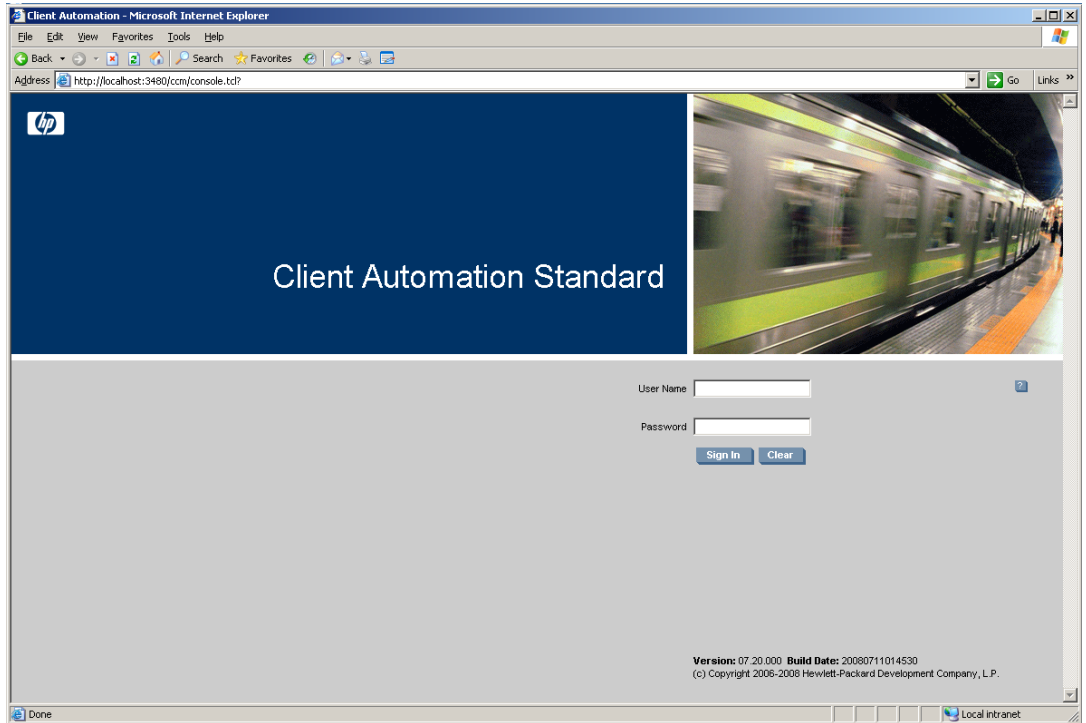 Client Automation - Microsoft Internet Explorer
File Edit View Favorites Tools Help
Back Search Favorites
Address http://localhost:3480/ccm/console.tcl? Go Links »
hp
Client Automation Standard
User Name
?
Password
Sign In Clear
Version: 07.20.000 Build Date: 20080711014530
(c) Copyright 2006-2008 Hewlett-Packard Development Company, L.P.
Done Local intranet